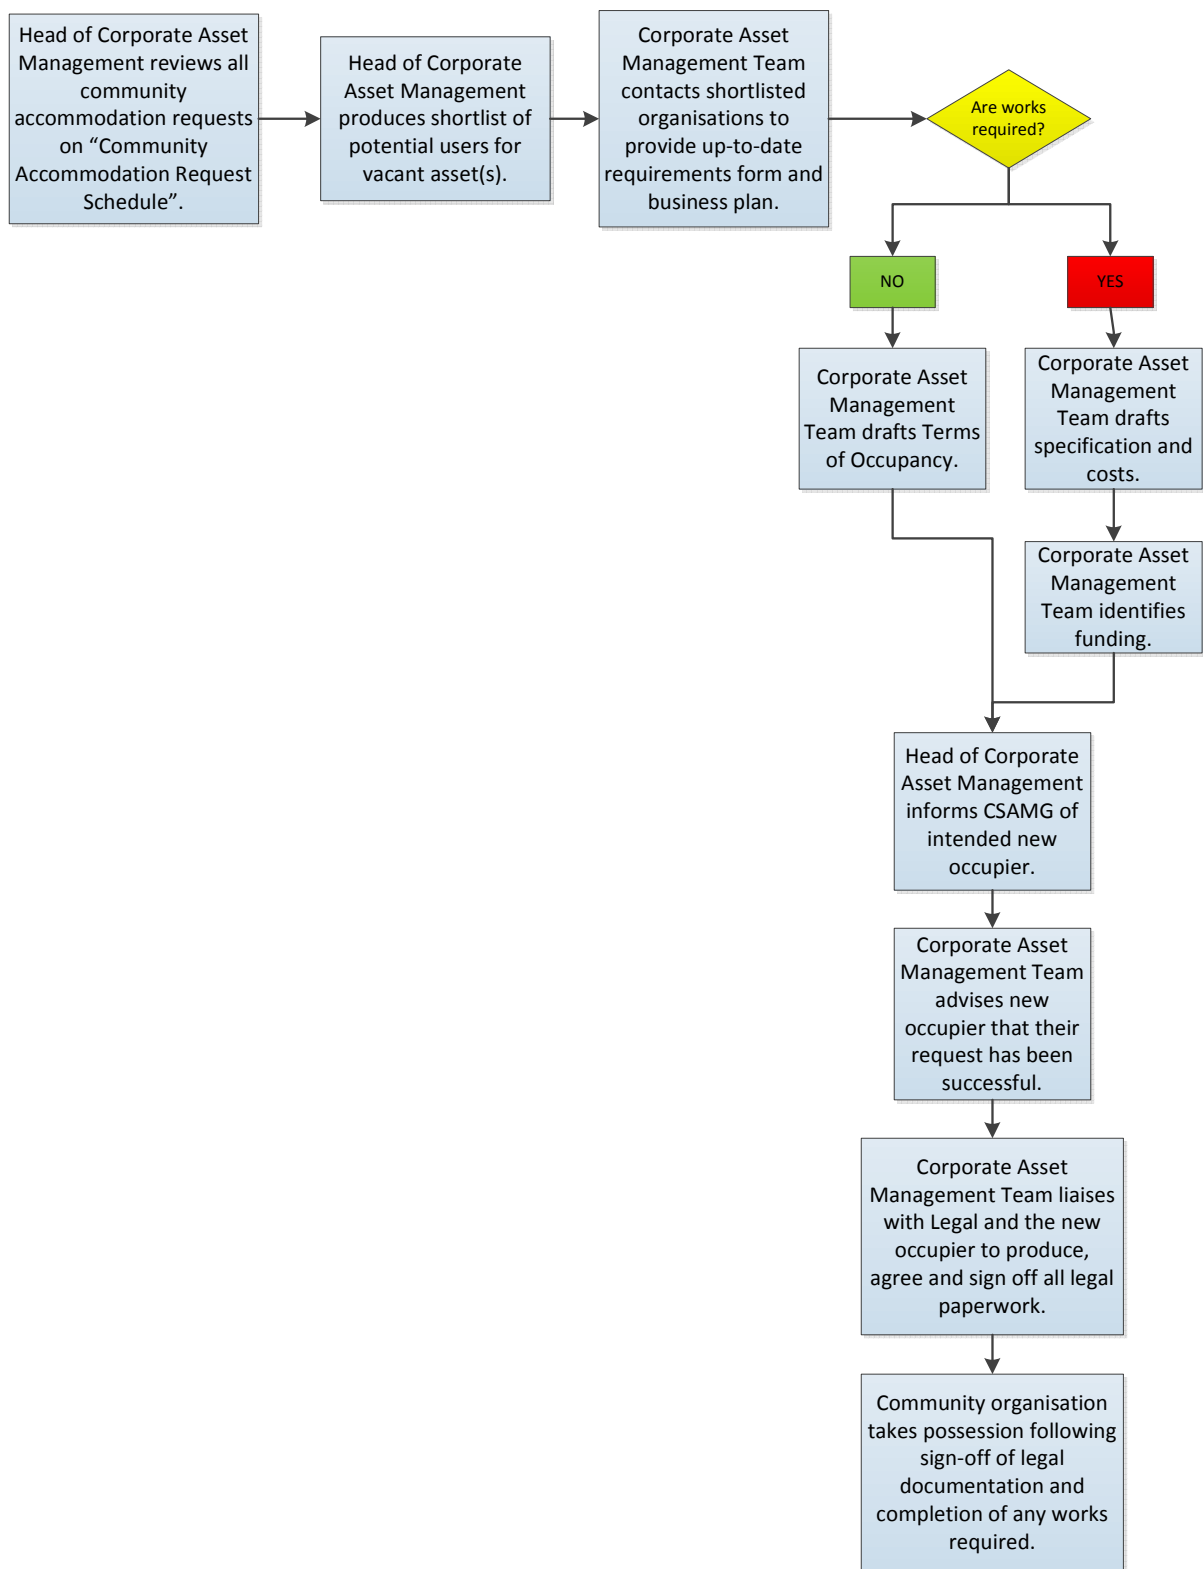 Head of Corporate Asset
Management reviews all
community
accommodation requests
on “Community
Accommodation Request
Schedule”.
Head of Corporate
Asset Management
produces shortlist of
potential users for
vacant asset(s).
Corporate Asset
Management Team
contacts shortlisted
organisations to
provide up-to-date
requirements form and
business plan.
Are works
required?
NO
YES
Corporate Asset
Management
Team drafts Terms
of Occupancy.
Corporate Asset
Management
Team drafts
specification and
costs.
Corporate Asset
Management
Team identifies
funding.
Head of Corporate
Asset Management
informs CSAMG of
intended new
occupier.
Corporate Asset
Management Team
advises new
occupier that their
request has been
successful.
Corporate Asset
Management Team liaises
with Legal and the new
occupier to produce,
agree and sign off all legal
paperwork.
Community organisation
takes possession following
sign-off of legal
documentation and
completion of any works
required.